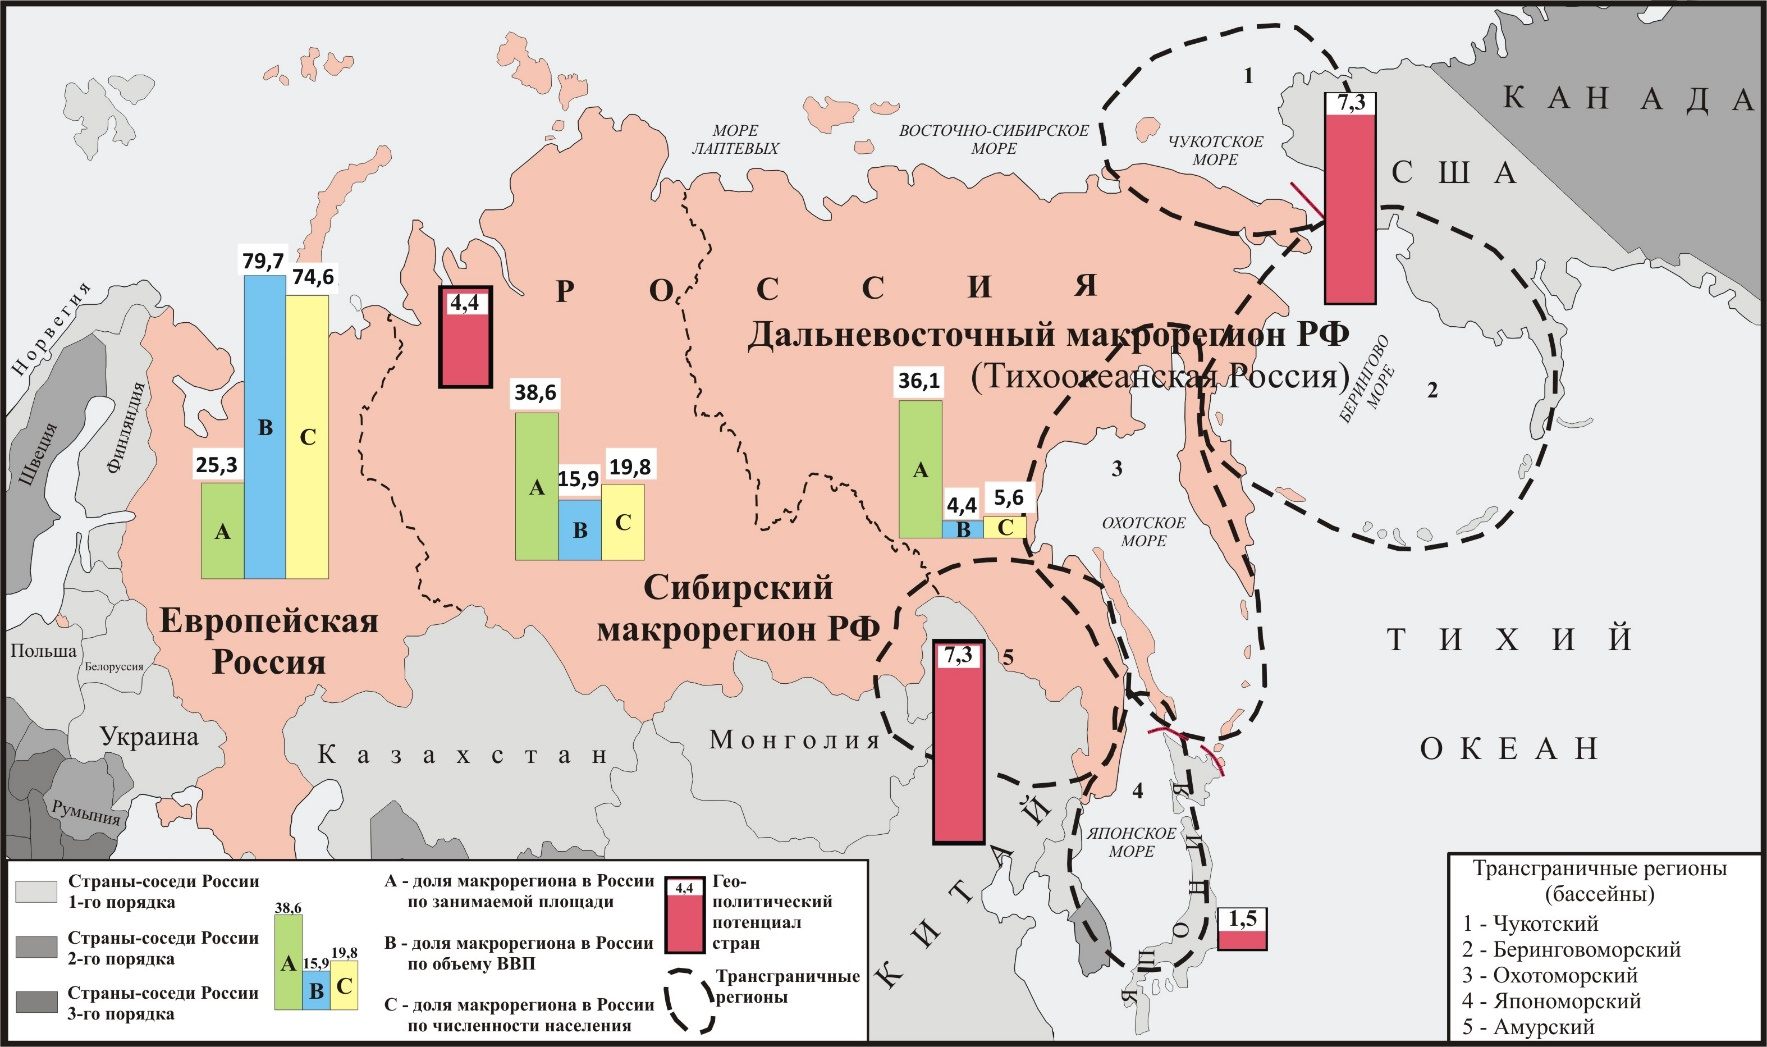 1
КАНАДА
7,3
МОРЕ
ЛАПТЕВЫХ
ВОСТОЧНО-СИБИРСКОЕ
МОРЕ
ЧУКОТСКОЕ
МОРЕ
США
79,7
74,6
4,4
РОССИЯ
Норвегия
Дальневосточный макрорегион РФ
(Тихоокеанская Россия)
БЕРИНГОВО
МОРЕ
2
38,6
36,1
Швеция
Финляндия
25,3
А
В
С
15,9
19,8
А
В
С
А
4,4
5,6
В
С
3
ОХОТСКОЕ
МОРЕ
Европейская
Россия
Сибирский
макрорегион РФ
ТИХИЙ
ОКЕАН
Польша
Белоруссия
7,3
5
Украина
Казахстан
Монголия
Румыния
4
ЯПОНСКОЕ
МОРЕ
КИТАЙ
ЯПОНИЯ
1,5
Страны-соседи России
1-го порядка
Страны-соседи России
2-го порядка
Страны-соседи России
3-го порядка
38,6
15,9
19,8
А
В
С
А - доля макрорегиона в России
по занимаемой площади
В - доля макрорегиона в России
по объему ВВП
С - доля макрорегиона в России
по численности населения
4,4
Гео-
политический
потенциал
стран
Трансграничные
регионы
Трансграничные регионы
(бассейны)
1 - Чукотский
2 - Беринговоморский
3 - Охотоморский
4 - Япономорский
5 - Амурский